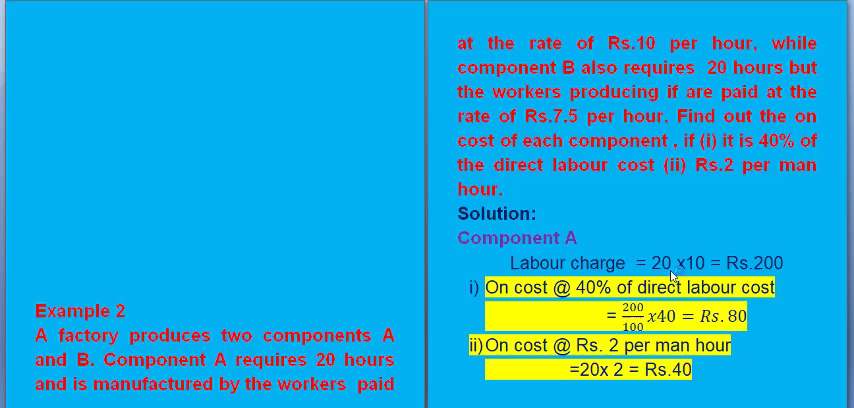 Example 2
A factory produces two components A
and B. Component A requires 20 hours
and is manufactured by the workers paid
at the rate of Rs.10 per hour, while
component B also requires 20 hours but
the workers producing if are paid at the
rate of Rs.7.5 per hour. Find out the on
cost of each component , if (i) it is 40% of
the direct labour cost (ii) Rs.2 per man
hour.
Solution:
Component A
Labour charge = 20 x10 = Rs.200
i) On cost @ 40% of direct labour cost
= 200/100 x40 = Rs. 80
ii)On cost @ Rs. 2 per man hour
=20x 2 = Rs.40